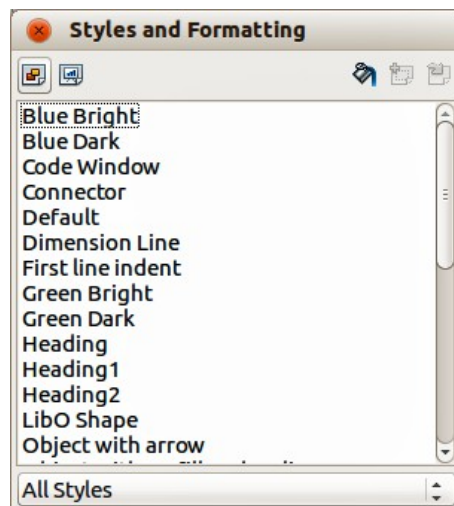 Styles and Formatting
Blue Bright
Blue Dark
Code Window
Connector
Default
Dimension Line
First line indent
Green Bright
Green Dark
Heading
Heading1
Heading2
LibO Shape
Object with arrow
All Styles